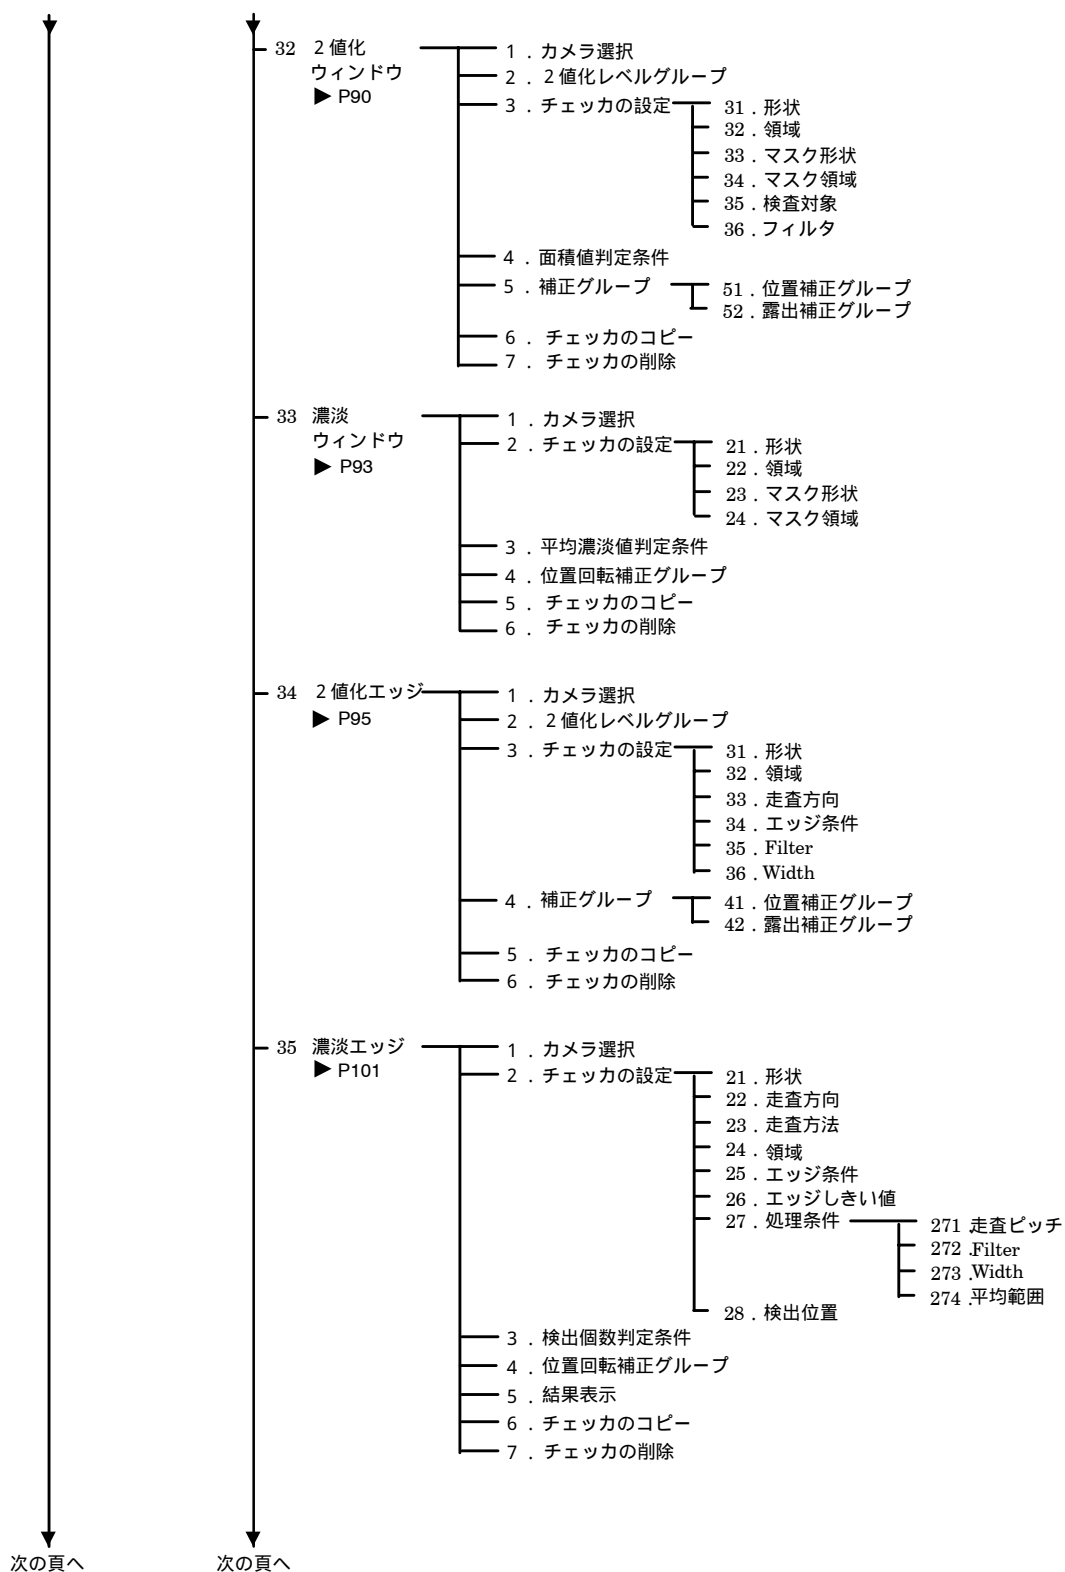 32 2値化
ウィンドウ
▶ P90
1．カメラ選択
2．2値化レベルグループ
3．チェッカの設定
31．形状
32．領域
33．マスク形状
34．マスク領域
35．検査対象
36．フィルタ
4．面積値判定条件
5．補正グループ
51．位置補正グループ
52．露出補正グループ
6．チェッカのコピー
7．チェッカの削除
33 濃淡
ウィンドウ
▶ P93
1．カメラ選択
2．チェッカの設定
21．形状
22．領域
23．マスク形状
24．マスク領域
3．平均濃淡値判定条件
4．位置回転補正グループ
5．チェッカのコピー
6．チェッカの削除
34 2値化エッジ
▶ P95
1．カメラ選択
2．2値化レベルグループ
3．チェッカの設定
31．形状
32．領域
33．走査方向
34．エッジ条件
35．Filter
36．Width
4．補正グループ
41．位置補正グループ
42．露出補正グループ
5．チェッカのコピー
6．チェッカの削除
35 濃淡エッジ
▶ P101
1．カメラ選択
2．チェッカの設定
21．形状
22．走査方向
23．走査方法
24．領域
25．エッジ条件
26．エッジしきい値
27．処理条件
271.走査ピッチ
272.Filter
273.Width
274.平均範囲
28．検出位置
3．検出個数判定条件
4．位置回転補正グループ
5．結果表示
6．チェッカのコピー
7．チェッカの削除
次の頁へ
次の頁へ